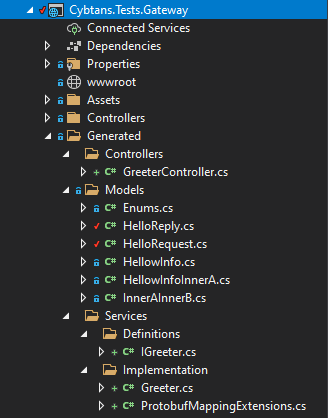 Cybtans.Tests.Gateway
Connected Services
Dependencies
Properties
wwwroot
Assets
Controllers
Generated
Controllers
C# GreeterController.cs
Models
C# Enums.cs
C# HelloReply.cs
C# HelloRequest.cs
C# HellowInfo.cs
C# HellowInfoInnerA.cs
C# InnerAInnerB.cs
Services
Definitions
C# IGreeter.cs
Implementation
C# Greeter.cs
C# ProtobufMappingExtensions.cs